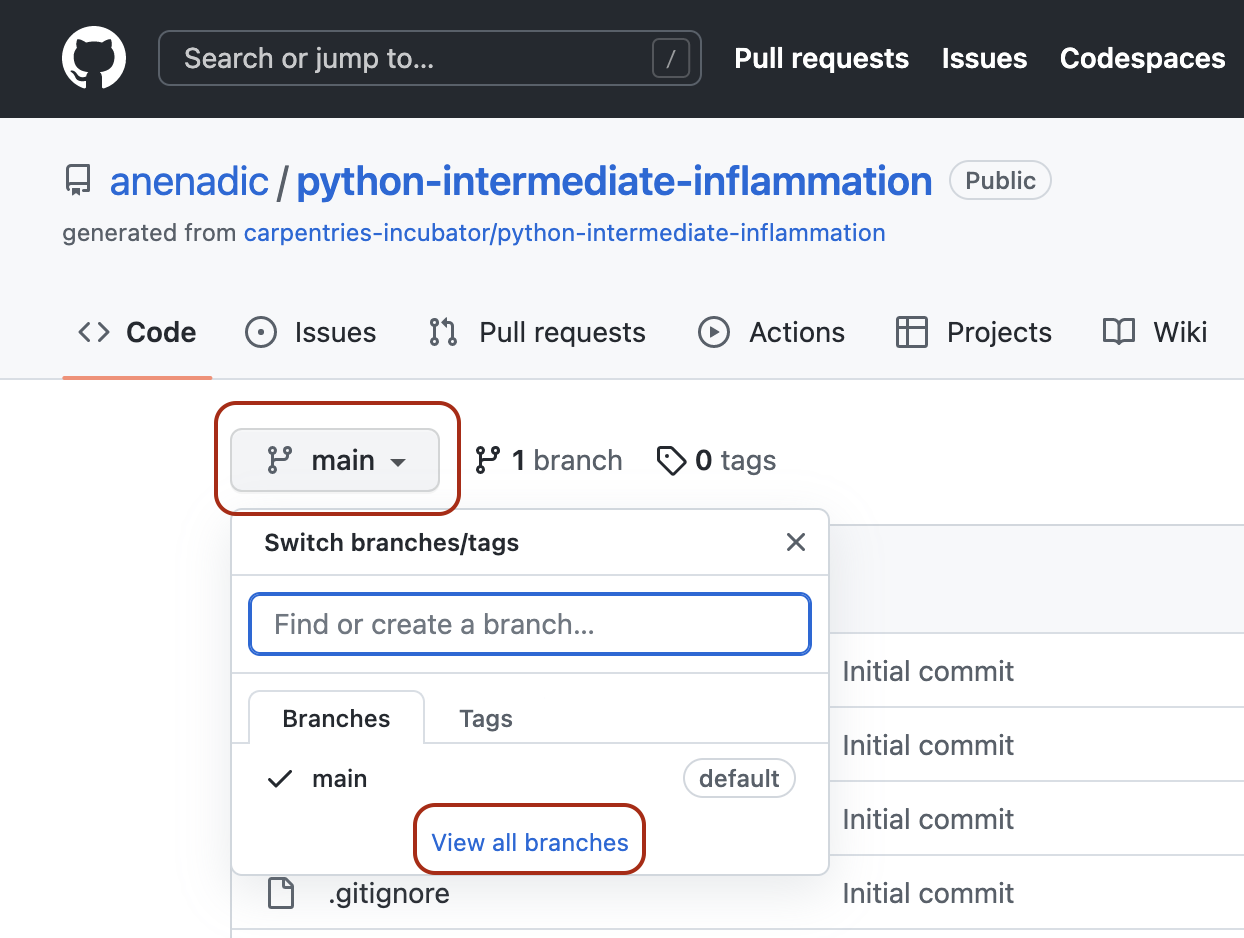 Search or jump to... /
Pull requests Issues Codespaces
anenadic / python-intermediate-inflammation Public
generated from carpentries-incubator/python-intermediate-inflammation
Code Issues Pull requests Actions Projects Wiki
main 1 branch 0 tags
Switch branches/tags
Find or create a branch...
Branches Tags
main default
View all branches
Initial commit
Initial commit
Initial commit
.gitignore Initial commit